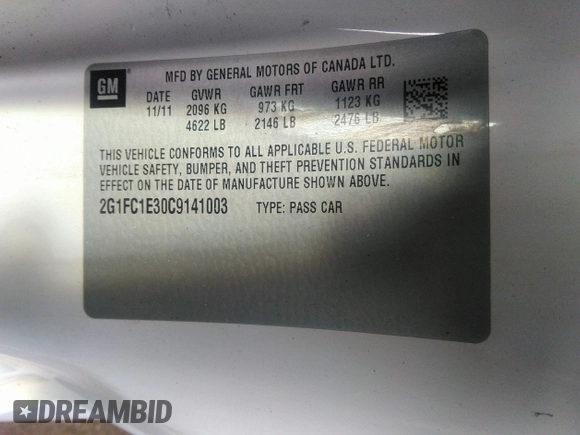 GM
MFD BY GENERAL MOTORS OF CANADA LTD.
DATE GVWR GAWR FRT GAWR RR
11/11 2096 KG 973 KG 1123 KG
4622 LB 2146 LB 2476 LB
THIS VEHICLE CONFORMS TO ALL APPLICABLE U.S. FEDERAL MOTOR
VEHICLE SAFETY, BUMPER, AND THEFT PREVENTION STANDARDS IN
EFFECT ON THE DATE OF MANUFACTURE SHOWN ABOVE.
2G1FC1E30C9141003 TYPE: PASS CAR
DREAMBID